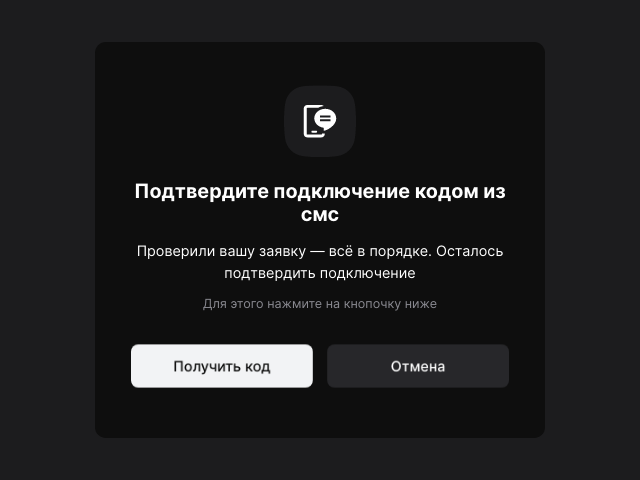 Подтвердите подключение кодом из
смс
Проверили вашу заявку — всё в порядке. Осталось
подтвердить подключение
Для этого нажмите на кнопочку ниже
Получить код
Отмена